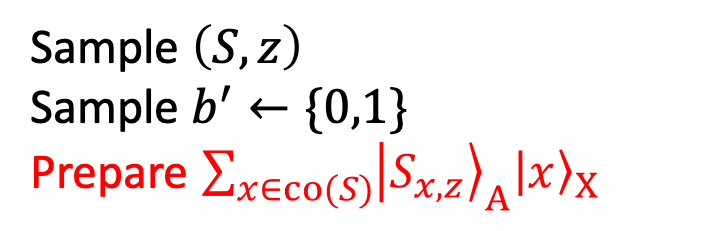 Sample (𝑆, 𝑧)
Sample 𝑏′ ← {0,1}
Prepare ∑_{𝑥∈co(𝑆)}|𝑆_{𝑥,𝑧}⟩_A|𝑥⟩_X